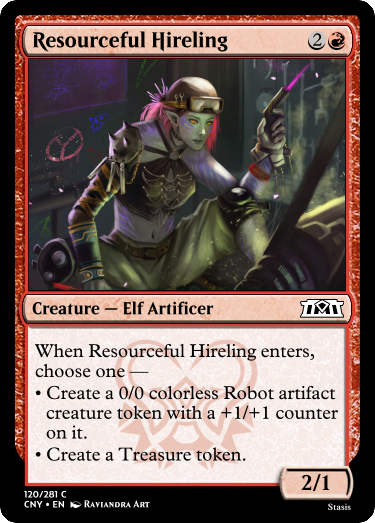 Resourceful Hireling 2
Creature — Elf Artificer
When Resourceful Hireling enters,
choose one —
• Create a 0/0 colorless Robot artifact
creature token with a +1/+1 counter
on it.
• Create a Treasure token.
2/1
120/281 C
CNY • EN Raviandra Art
Stasis